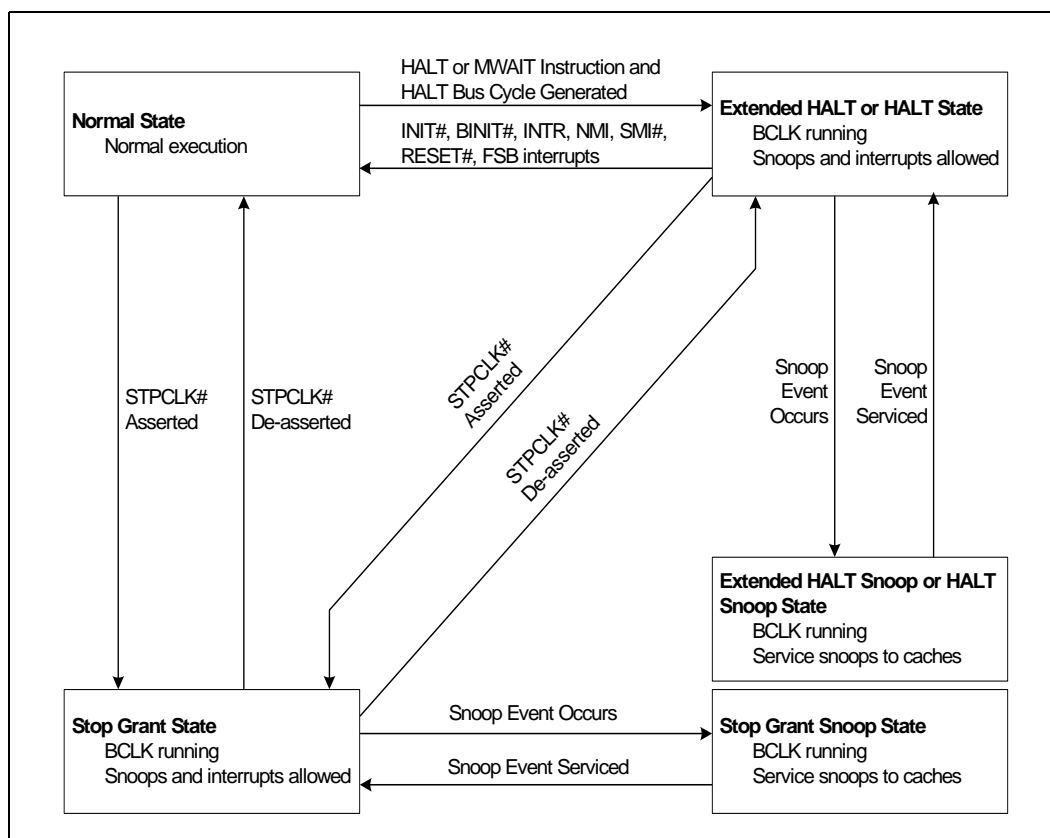 HALT or MWAIT Instruction and
HALT Bus Cycle Generated
Normal State
Normal execution
INIT#, BINIT#, INTR, NMI, SMI#,
RESET#, FSB interrupts
Extended HALT or HALT State
BCLK running
Snoops and interrupts allowed
STPCLK#
Asserted
STPCLK#
De-asserted
STPCLK#
Asserted
STPCLK#
De-asserted
Snoop
Event
Occurs
Snoop
Event
Serviced
Extended HALT Snoop or HALT
Snoop State
BCLK running
Service snoops to caches
Stop Grant State
BCLK running
Snoops and interrupts allowed
Snoop Event Occurs
Snoop Event Serviced
Stop Grant Snoop State
BCLK running
Service snoops to caches